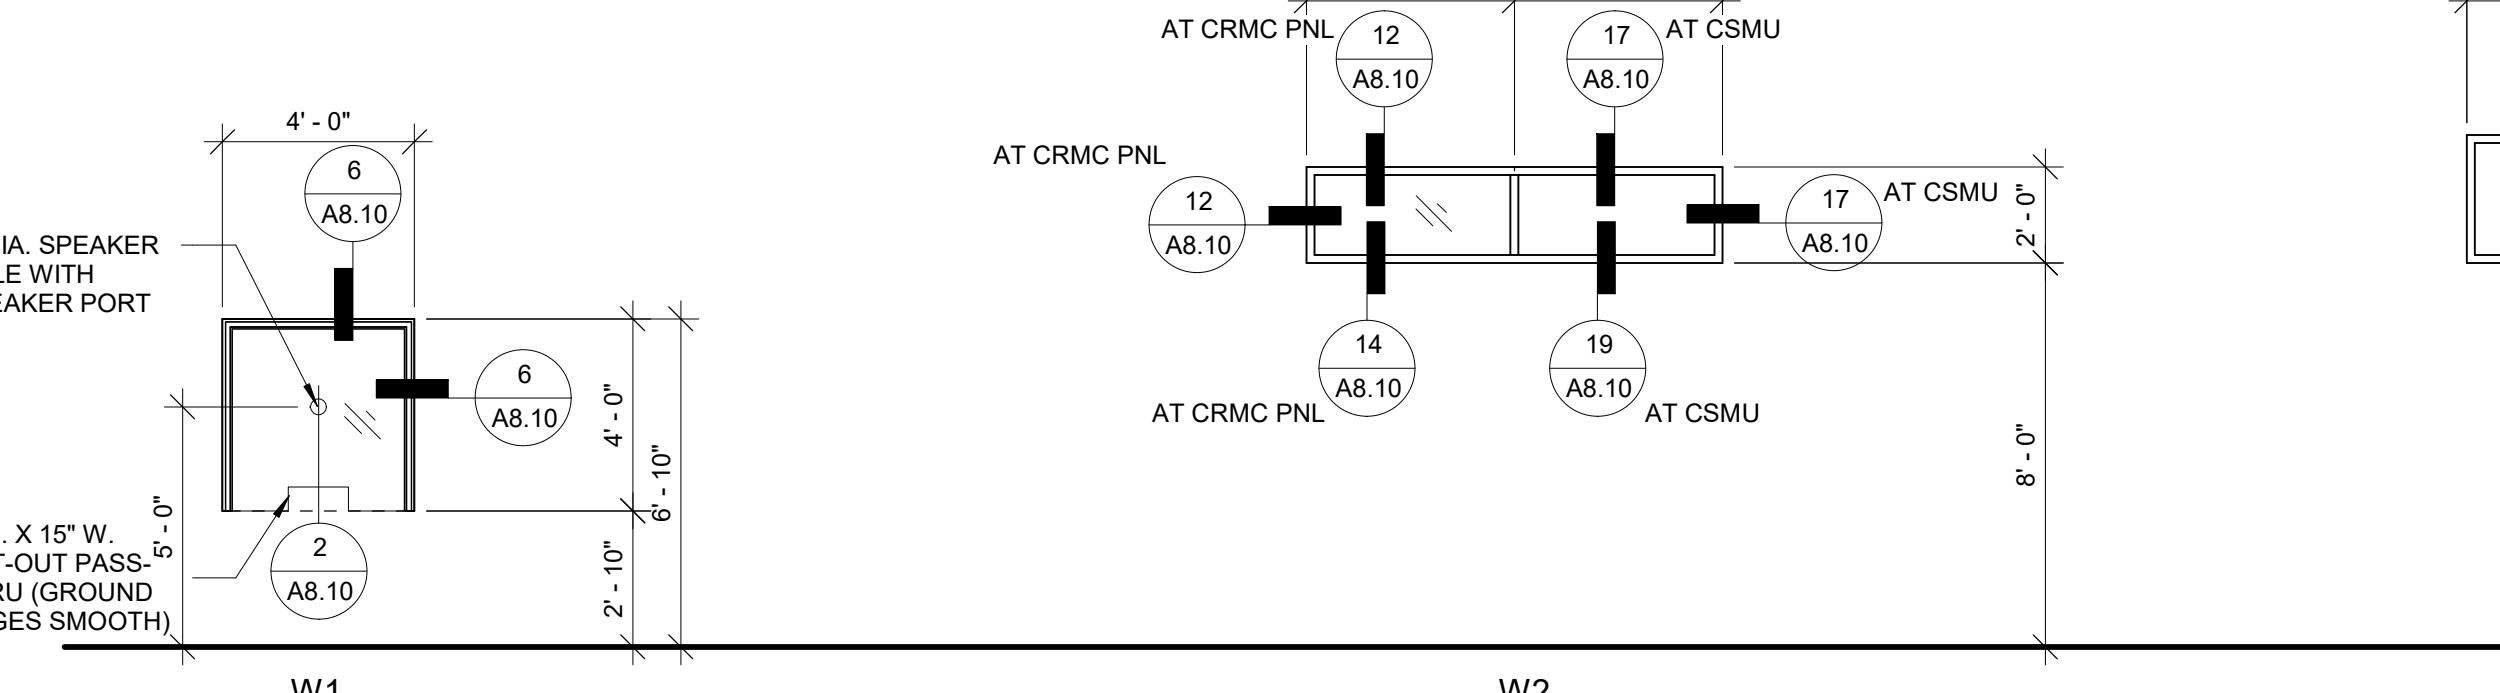 AT CRMC PNL
12
A8.10
17
A8.10
AT CSMU
4' - 0"
6
A8.10
AT CRMC PNL
12
A8.10
17
A8.10
AT CSMU
2' - 0"
IA. SPEAKER
LE WITH
EAKER PORT
6
A8.10
14
A8.10
19
A8.10
AT CRMC PNL
AT CSMU
4' - 0"
6' - 10"
8' - 0"
5' - 0"
. X 15" W.
T-OUT PASS-
RU (GROUND
GES SMOOTH)
2
A8.10
2' - 10"
W1
W2